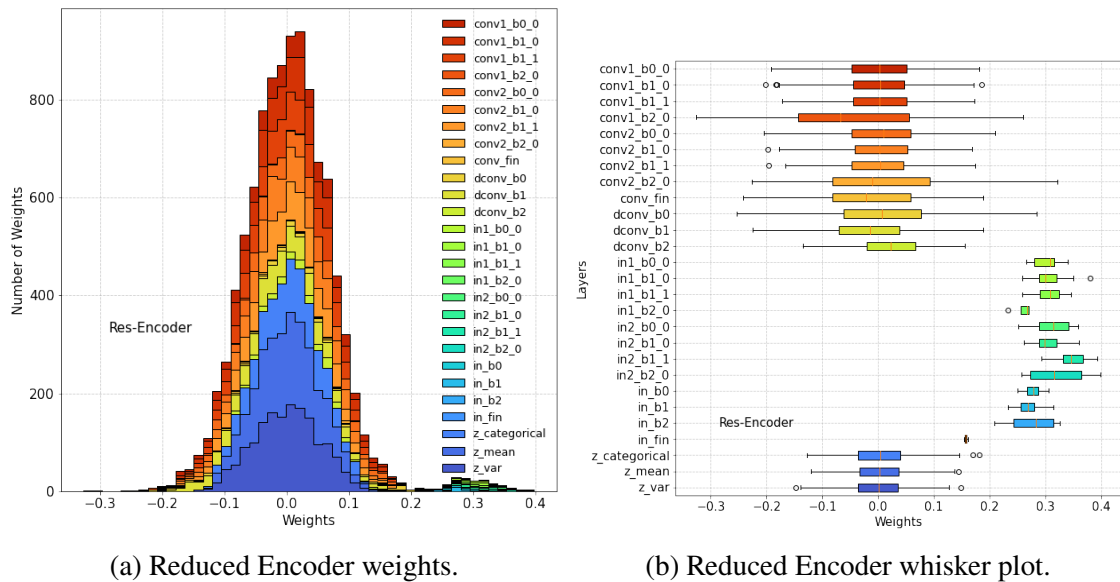 Number of Weights
800
600
400
200
0
−0.3
−0.2
−0.1
0.0
0.1
0.2
0.3
0.4
Weights
Res-Encoder
conv1_b0_0
conv1_b1_0
conv1_b1_1
conv1_b2_0
conv2_b0_0
conv2_b1_0
conv2_b1_1
conv2_b2_0
conv_fin
dconv_b0
dconv_b1
dconv_b2
in1_b0_0
in1_b1_0
in1_b1_1
in1_b2_0
in2_b0_0
in2_b1_0
in2_b1_1
in2_b2_0
in_b0
in_b1
in_b2
in_fin
z_categorical
z_mean
z_var
(a) Reduced Encoder weights.
Layers
conv1_b0_0
conv1_b1_0
conv1_b1_1
conv1_b2_0
conv2_b0_0
conv2_b1_0
conv2_b1_1
conv2_b2_0
conv_fin
dconv_b0
dconv_b1
dconv_b2
in1_b0_0
in1_b1_0
in1_b1_1
in1_b2_0
in2_b0_0
in2_b1_0
in2_b1_1
in2_b2_0
in_b0
in_b1
in_b2
in_fin
z_categorical
z_mean
z_var
Res-Encoder
−0.3
−0.2
−0.1
0.0
0.1
0.2
0.3
0.4
Weights
(b) Reduced Encoder whisker plot.